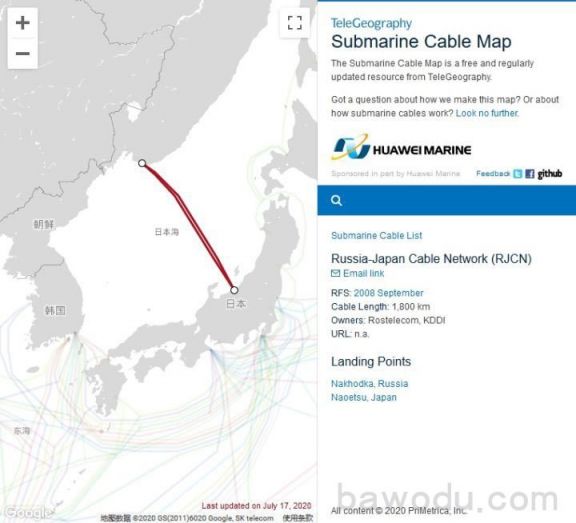 +
−
朝鲜
日本海
韩国
日本
东海
Last updated on July 17, 2020
Google
地图数据 ©2020 GS(2011)6020 Google, SK telecom 使用条款
TeleGeography
Submarine Cable Map
The Submarine Cable Map is a free and regularly
updated resource from TeleGeography.
Got a question about how we make this map? Or about
how submarine cables work? Look no further.
HUAWEI MARINE
Sponsored in part by Huawei Marine Feedback github
Submarine Cable List
Russia-Japan Cable Network (RJCN)
Email link
RFS: 2008 September
Cable Length: 1,800 km
Owners: Rostelecom, KDDI
URL: n.a.
Landing Points
Nakhodka, Russia
Naoetsu, Japan
bawodu.com
All content © 2020 PriMetrica, Inc.